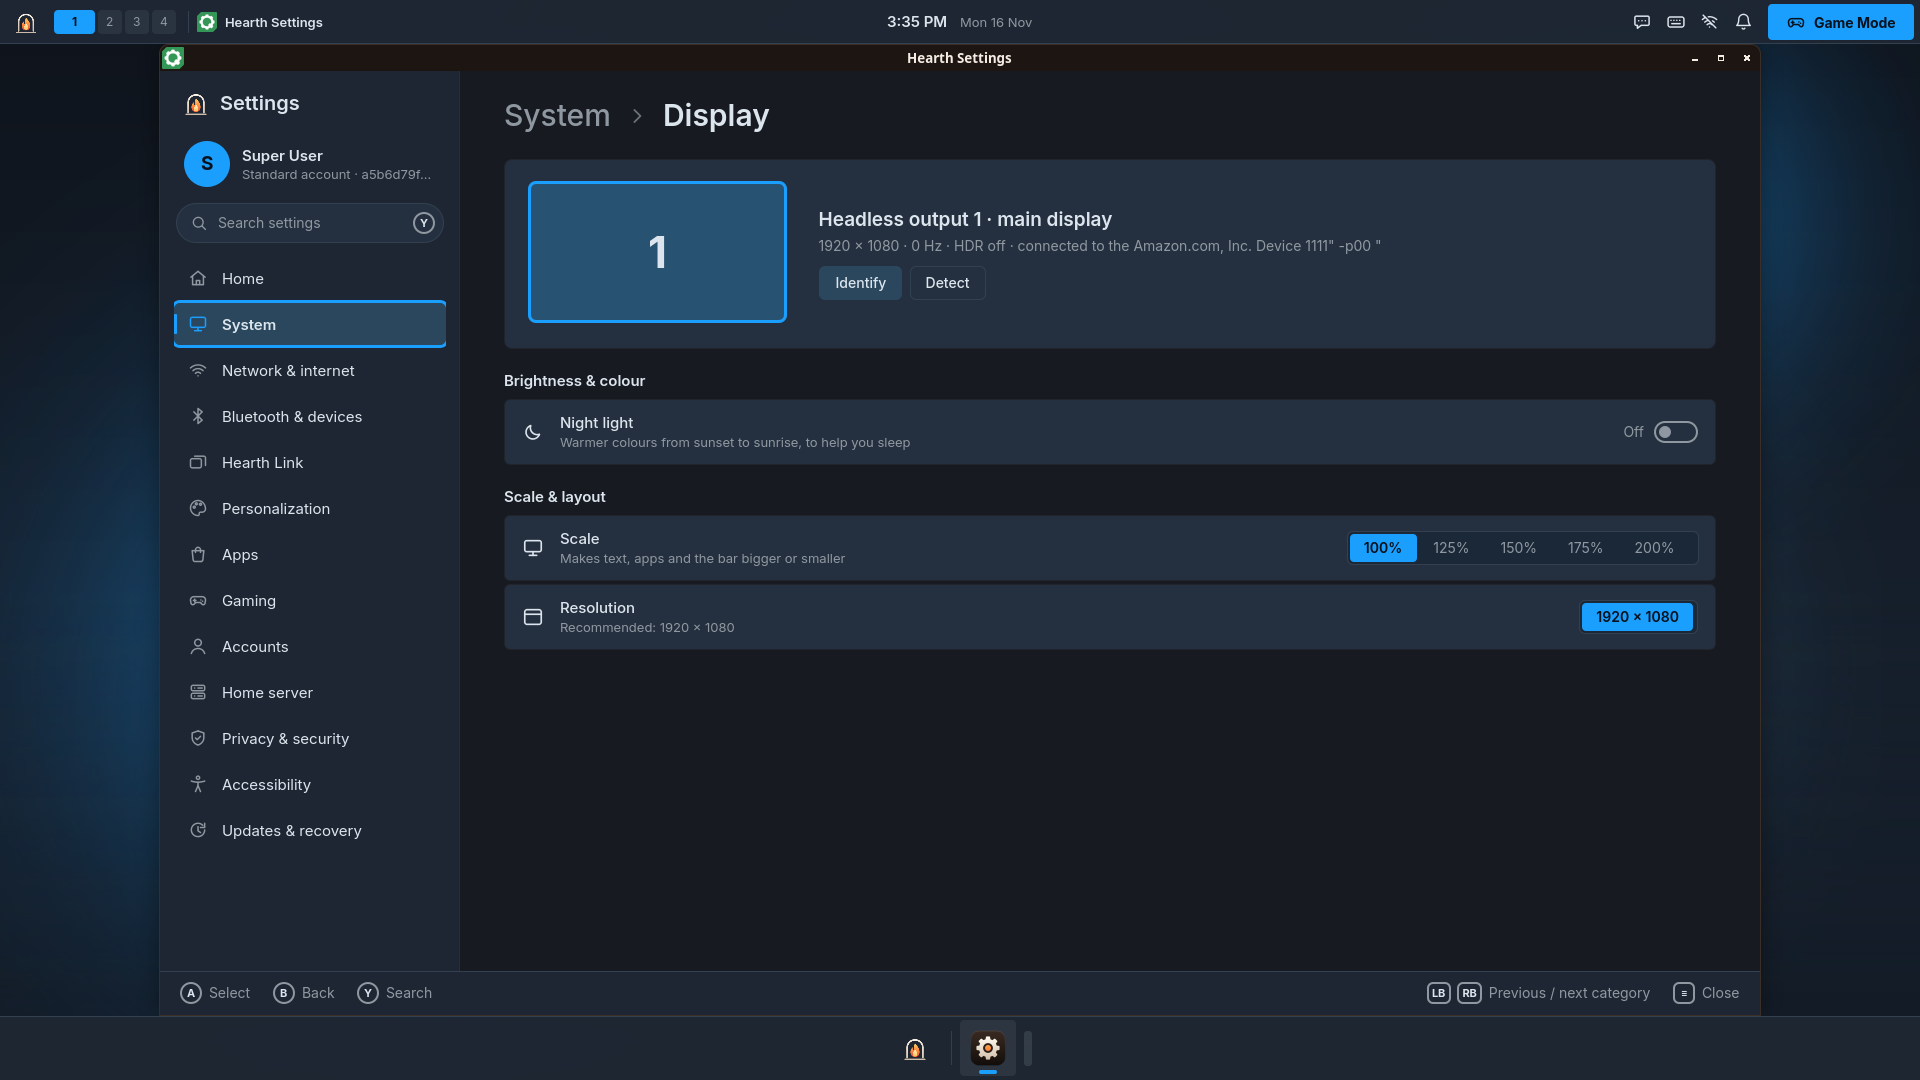 1 2 3 4 Hearth Settings
3:35 PM Mon 16 Nov
Game Mode
Hearth Settings
Settings
S
Super User
Standard account · a5b6d79f...
Search settings Y
Home
System
Network & internet
Bluetooth & devices
Hearth Link
Personalization
Apps
Gaming
Accounts
Home server
Privacy & security
Accessibility
Updates & recovery
System > Display
1
Headless output 1 · main display
1920 × 1080 · 0 Hz · HDR off · connected to the Amazon.com, Inc. Device 1111" -p00 "
Identify Detect
Brightness & colour
Night light
Warmer colours from sunset to sunrise, to help you sleep
Off
Scale & layout
Scale
Makes text, apps and the bar bigger or smaller
100% 125% 150% 175% 200%
Resolution
Recommended: 1920 × 1080
1920 × 1080
A Select B Back Y Search
LB RB Previous / next category ≡ Close